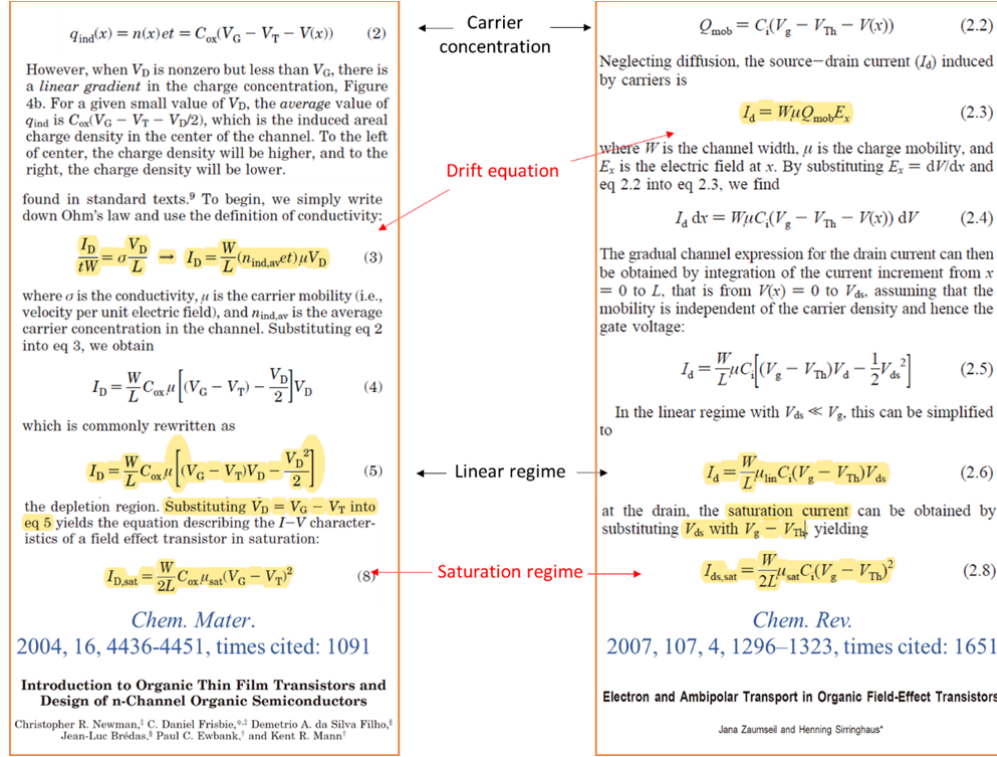 q_ind(x) = n(x)et = C_ox(V_G − V_T − V(x)) (2)
However, when V_D is nonzero but less than V_G, there is
a linear gradient in the charge concentration, Figure
4b. For a given small value of V_D, the average value of
q_ind is C_ox(V_G − V_T − V_D/2), which is the induced areal
charge density in the center of the channel. To the left
of center, the charge density will be higher, and to the
right, the charge density will be lower.
found in standard texts.⁹ To begin, we simply write
down Ohm's law and use the definition of conductivity:
I_D/tW = σ V_D/L → I_D = W/L (n_ind,av et)μV_D (3)
where σ is the conductivity, μ is the carrier mobility (i.e.,
velocity per unit electric field), and n_ind,av is the average
carrier concentration in the channel. Substituting eq 2
into eq 3, we obtain
I_D = W/L C_ox μ[(V_G − V_T) − V_D/2]V_D (4)
which is commonly rewritten as
I_D = W/L C_ox μ[(V_G − V_T)V_D − V_D²/2] (5)
the depletion region. Substituting V_D = V_G − V_T into
eq 5 yields the equation describing the I−V character-
istics of a field effect transistor in saturation:
I_D,sat = W/2L C_ox μ_sat(V_G − V_T)² (8)
Chem. Mater.
2004, 16, 4436-4451, times cited: 1091
Introduction to Organic Thin Film Transistors and
Design of n-Channel Organic Semiconductors
Christopher R. Newman,‡ C. Daniel Frisbie,*,‡ Demetrio A. da Silva Filho,§
Jean-Luc Brédas,§ Paul C. Ewbank,† and Kent R. Mann†
Carrier
concentration
Drift equation
Linear regime
Saturation regime
Q_mob = C_i(V_g − V_Th − V(x)) (2.2)
Neglecting diffusion, the source−drain current (I_d) induced
by carriers is
I_d = WμQ_mob E_x (2.3)
where W is the channel width, μ is the charge mobility, and
E_x is the electric field at x. By substituting E_x = dV/dx and
eq 2.2 into eq 2.3, we find
I_d dx = WμC_i(V_g − V_Th − V(x)) dV (2.4)
The gradual channel expression for the drain current can then
be obtained by integration of the current increment from x
= 0 to L, that is from V(x) = 0 to V_ds, assuming that the
mobility is independent of the carrier density and hence the
gate voltage:
I_d = W/L μC_i[(V_g − V_Th)V_d − 1/2 V_ds²] (2.5)
In the linear regime with V_ds ≪ V_g, this can be simplified
to
I_d = W/L μ_lin C_i(V_g − V_Th)V_ds (2.6)
at the drain, the saturation current can be obtained by
substituting V_ds with V_g − V_Th, yielding
I_ds,sat = W/2L μ_sat C_i(V_g − V_Th)² (2.8)
Chem. Rev.
2007, 107, 4, 1296–1323, times cited: 1651
Electron and Ambipolar Transport in Organic Field-Effect Transistors
Jana Zaumseil and Henning Sirringhaus*